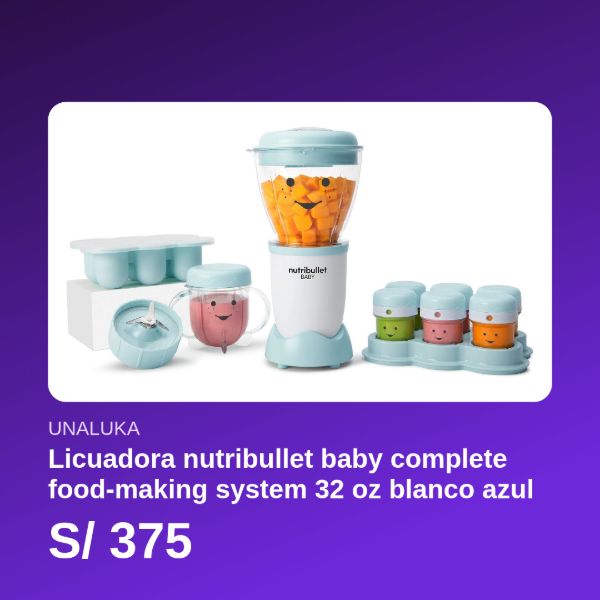 nutribullet
BABY
UNALUKA
Licuadora nutribullet baby complete
food-making system 32 oz blanco azul
S/ 375